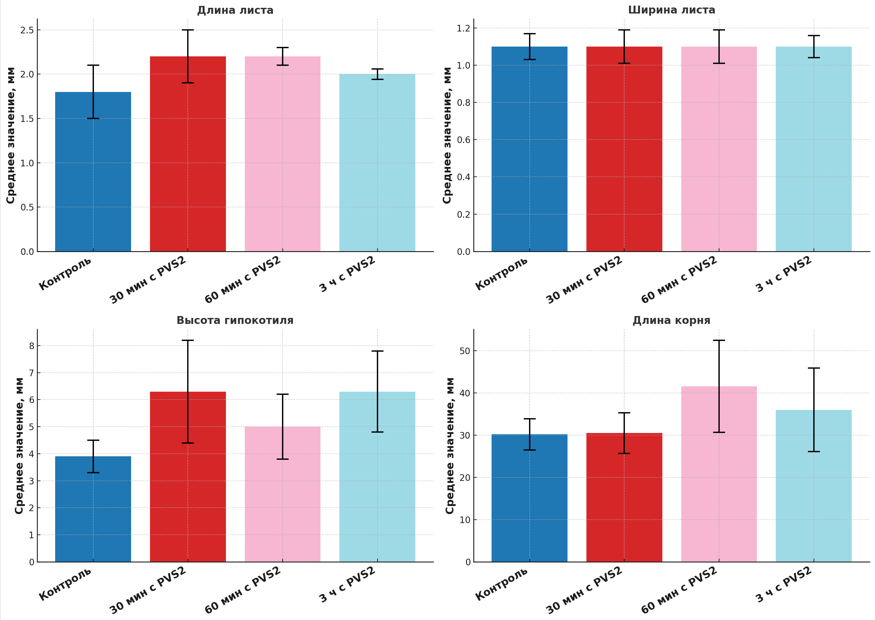 Длина листа
Среднее значение, мм
2.5
2.0
1.5
1.0
0.5
0.0
Контроль
30 мин с PVS2
60 мин с PVS2
3 ч с PVS2
Ширина листа
Среднее значение, мм
1.2
1.0
0.8
0.6
0.4
0.2
0.0
Контроль
30 мин с PVS2
60 мин с PVS2
3 ч с PVS2
Высота гипокотиля
Среднее значение, мм
8
7
6
5
4
3
2
1
0
Контроль
30 мин с PVS2
60 мин с PVS2
3 ч с PVS2
Длина корня
Среднее значение, мм
50
40
30
20
10
0
Контроль
30 мин с PVS2
60 мин с PVS2
3 ч с PVS2